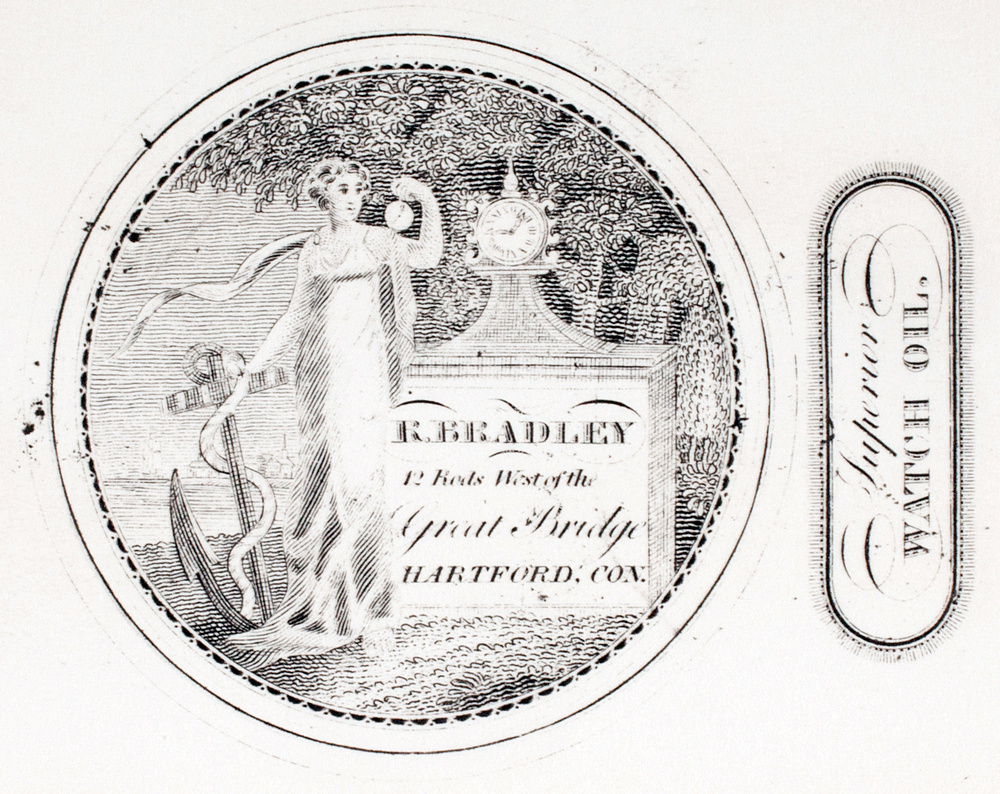 R. BRADLEY
12 Rods West of the
Great Bridge
HARTFORD, CON.
Superior
WATCH OIL.